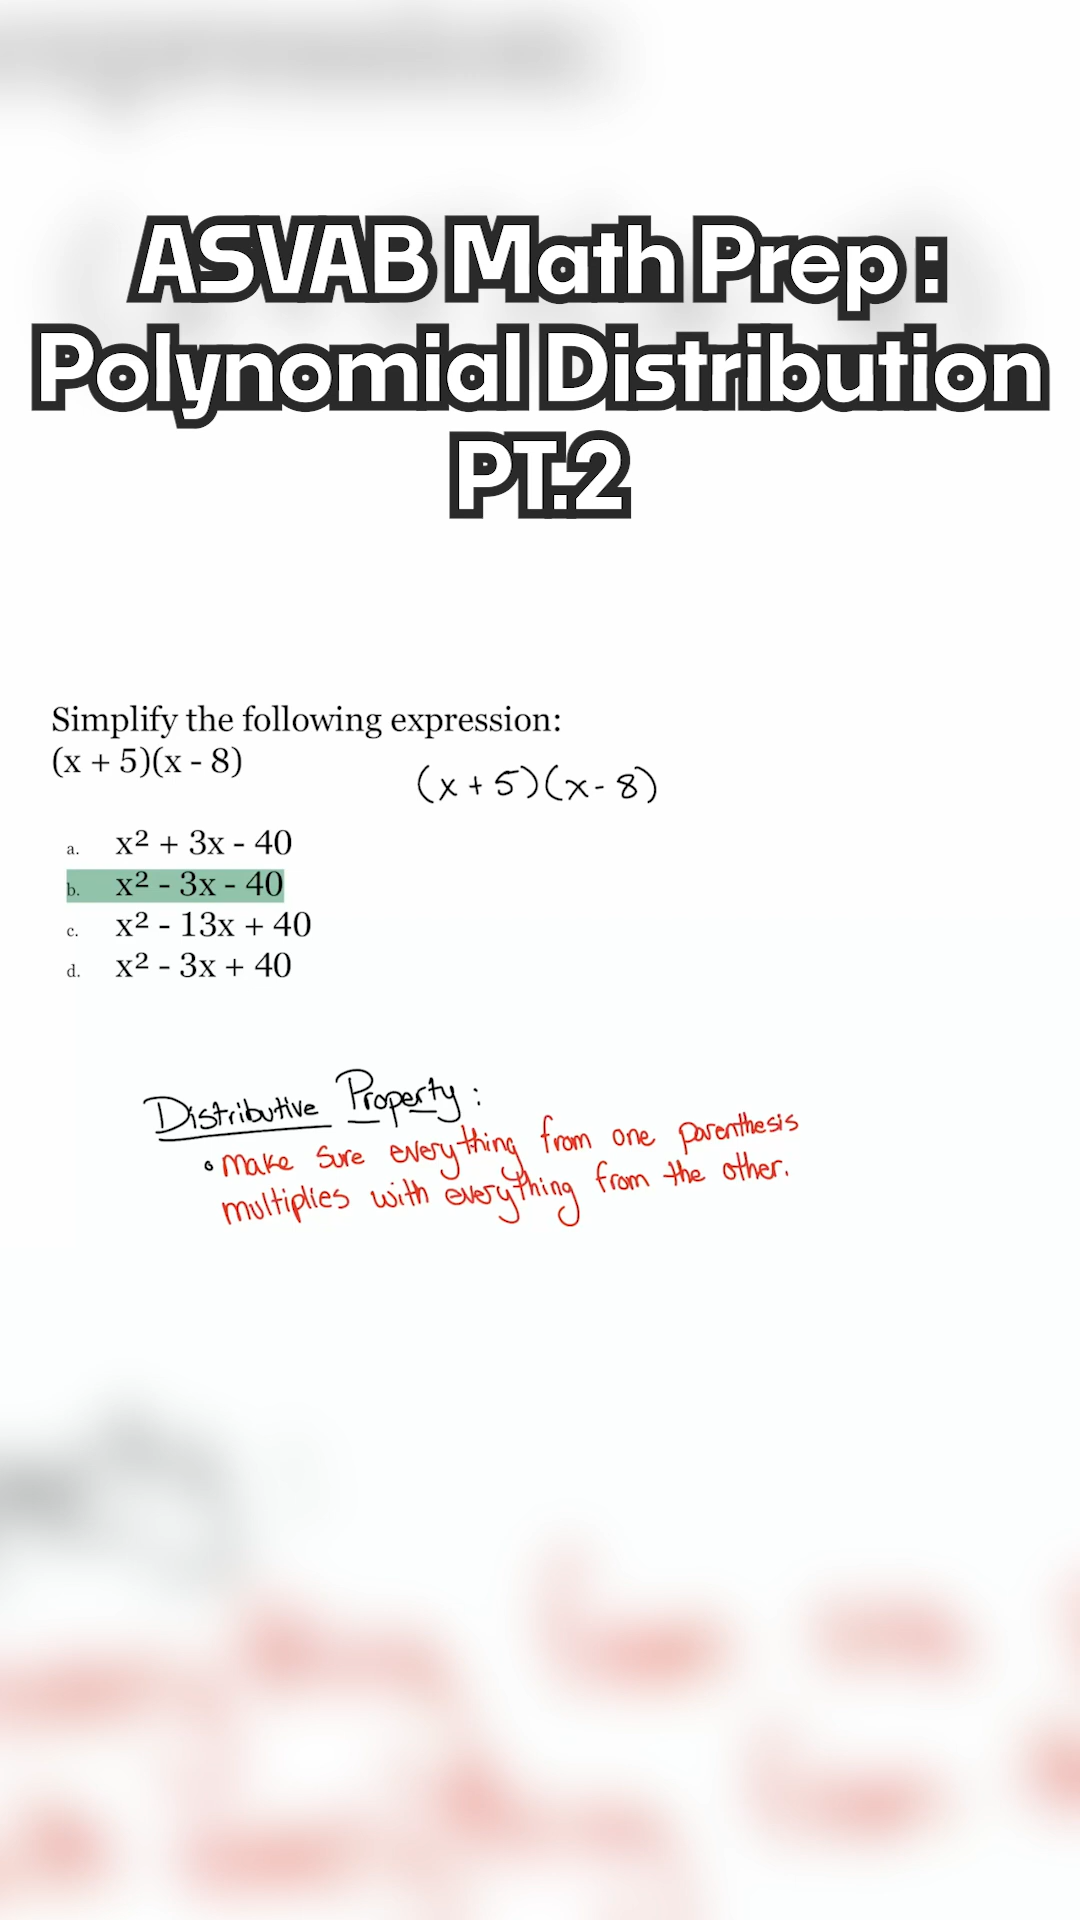 ASVAB Math Prep :
Polynomial Distribution
PT.2
Simplify the following expression:
(x + 5)(x - 8)
(x + 5)(x - 8)
a. x² + 3x - 40
b. x² - 3x - 40
c. x² - 13x + 40
d. x² - 3x + 40
Distributive Property :
• Make sure everything from one parenthesis
multiplies with everything from the other.